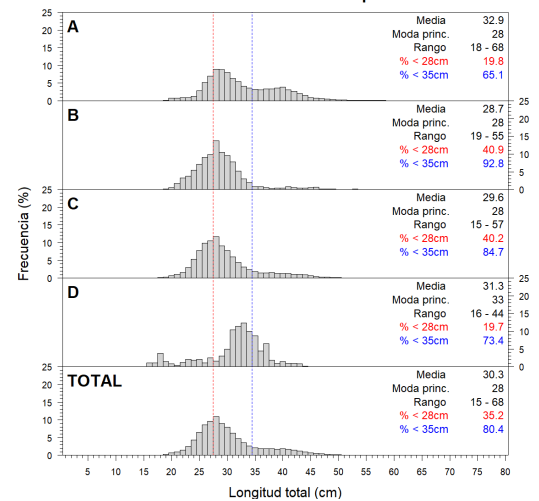 25
20
15
10
5
0
A
Media 32.9
Moda princ. 28
Rango 18 - 68
% < 28cm 19.8
% < 35cm 65.1
25
20
15
10
5
0
B
Media 28.7
Moda princ. 28
Rango 19 - 55
% < 28cm 40.9
% < 35cm 92.8
25
20
15
10
5
0
C
Media 29.6
Moda princ. 28
Rango 15 - 57
% < 28cm 40.2
% < 35cm 84.7
25
20
15
10
5
0
D
Media 31.3
Moda princ. 33
Rango 16 - 44
% < 28cm 19.7
% < 35cm 73.4
25
20
15
10
5
0
TOTAL
Media 30.3
Moda princ. 28
Rango 15 - 68
% < 28cm 35.2
% < 35cm 80.4
Frecuencia (%)
5 10 15 20 25 30 35 40 45 50 55 60 65 70 75 80
Longitud total (cm)